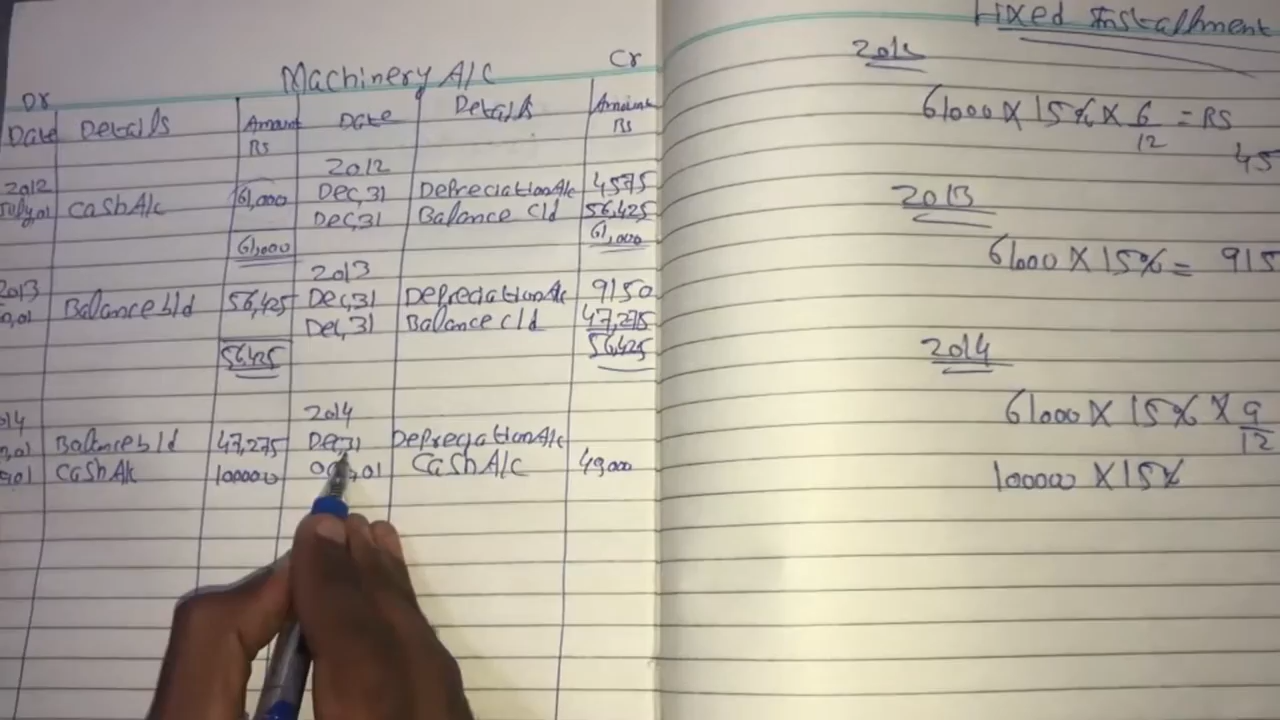 Machinery A/C
Dr
Cr
Date Details Amount Rs Date Details Amount Rs
2012
2012 Cash A/c 61,000 Dec,31 Depreciation A/c 4575
Dec,31 Balance C/d 56,425
61,000 61,000
2013
2013 Balance b/d 56,425 Dec,31 Depreciation A/c 9150
Dec,31 Balance C/d 47,275
56,425 56,425
2014
Balance b/d 47,275 Dec,31 Depreciation A/c
Cash A/c 100000 Cash A/C 49,000
Fixed Installment
61000 X 15% X 6/12 = RS
45
2013
61000 X 15% = 915
2014
61000 X 15% X 9/12
100000 X 15%